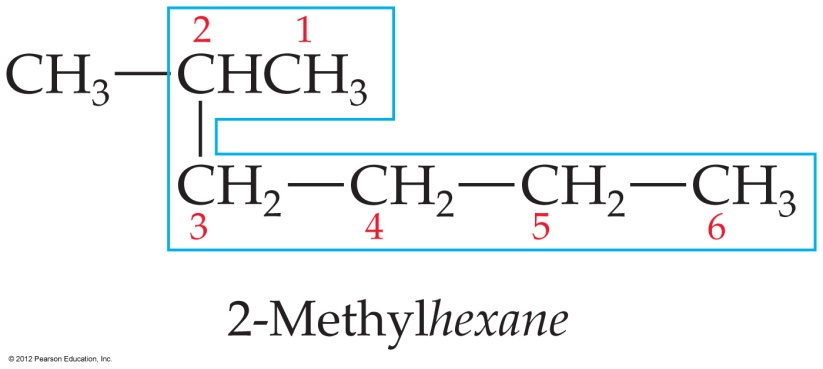 2 1
CH₃—CHCH₃
CH₂—CH₂—CH₂—CH₃
3 4 5 6
2-Methylhexane
© 2012 Pearson Education, Inc.